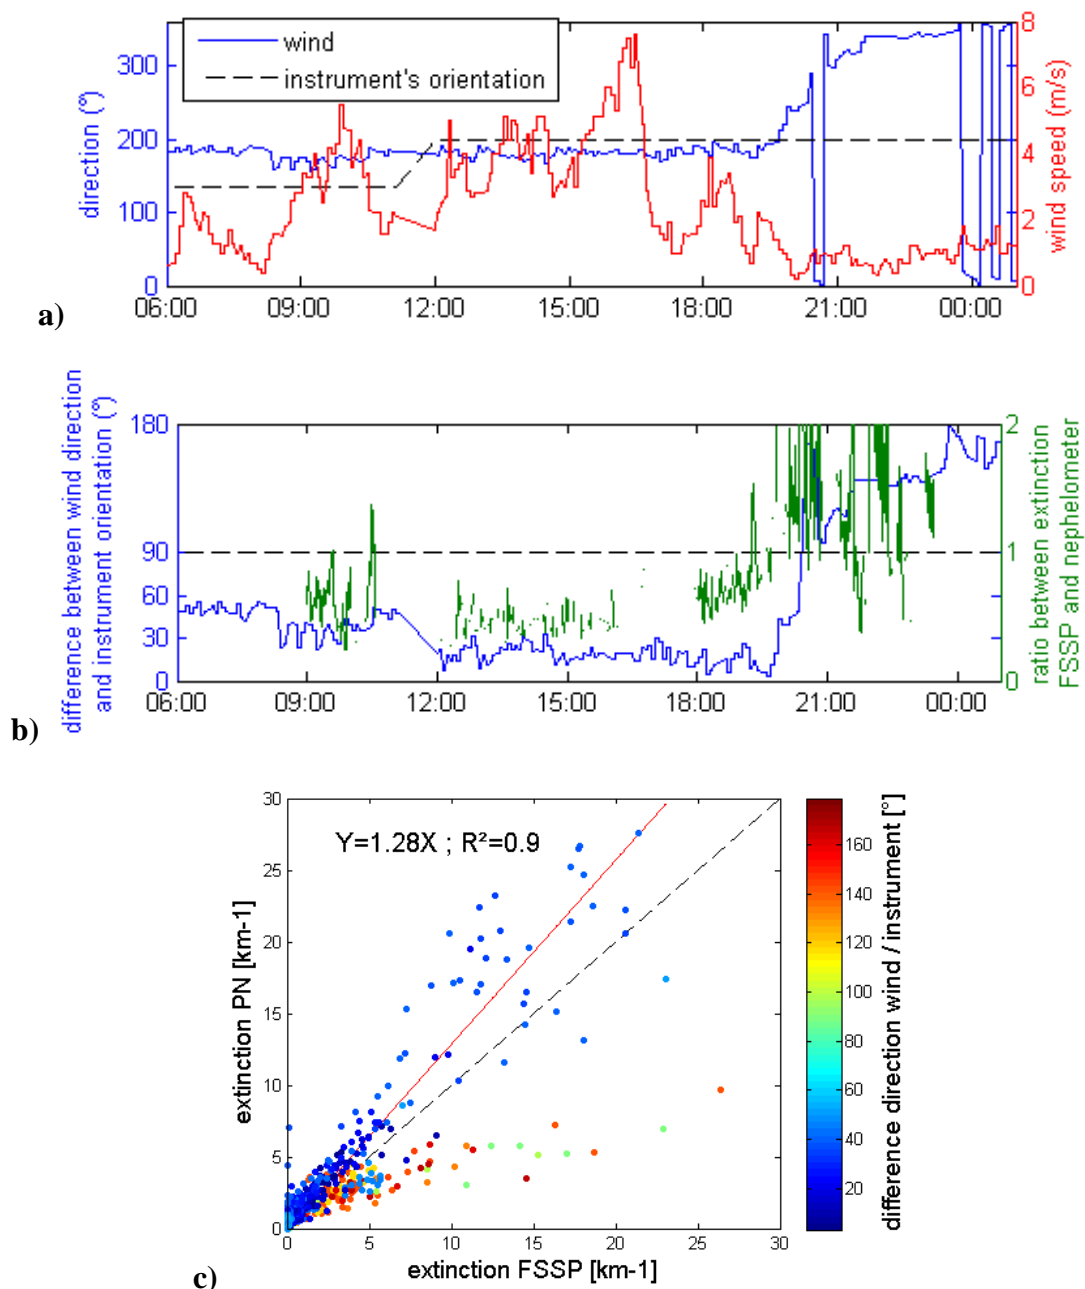 wind
instrument's orientation
direction (°)
300
200
100
0
8
6
4
2
0
wind speed (m/s)
06:00 09:00 12:00 15:00 18:00 21:00 00:00
a)
difference between wind direction
and instrument orientation (°)
180
90
60
30
0
2
1
0
ratio between extinction
FSSP and nephelometer
06:00 09:00 12:00 15:00 18:00 21:00 00:00
b)
Y=1.28X ; R²=0.9
extinction PN [km-1]
30
25
20
15
10
5
0
0 5 10 15 20 25 30
extinction FSSP [km-1]
160
140
120
100
80
60
40
20
difference direction wind / instrument [°]
c)